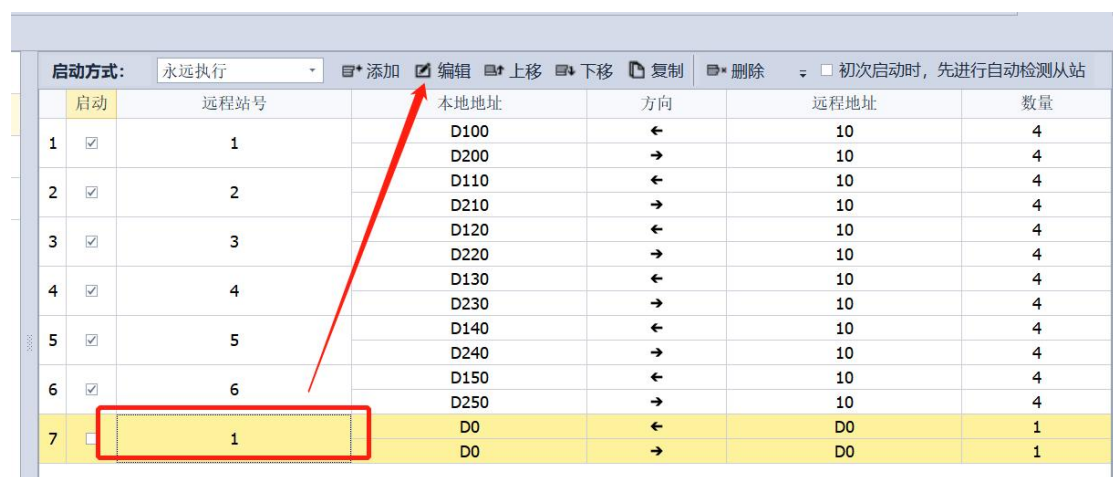 启动方式： 永远执行 添加 编辑 上移 下移 复制 删除 初次启动时，先进行自动检测从站
启动 远程站号 本地地址 方向 远程地址 数量
1 1 D100 ← 10 4
D200 → 10 4
2 2 D110 ← 10 4
D210 → 10 4
3 3 D120 ← 10 4
D220 → 10 4
4 4 D130 ← 10 4
D230 → 10 4
5 5 D140 ← 10 4
D240 → 10 4
6 6 D150 ← 10 4
D250 → 10 4
7 1 D0 ← D0 1
D0 → D0 1